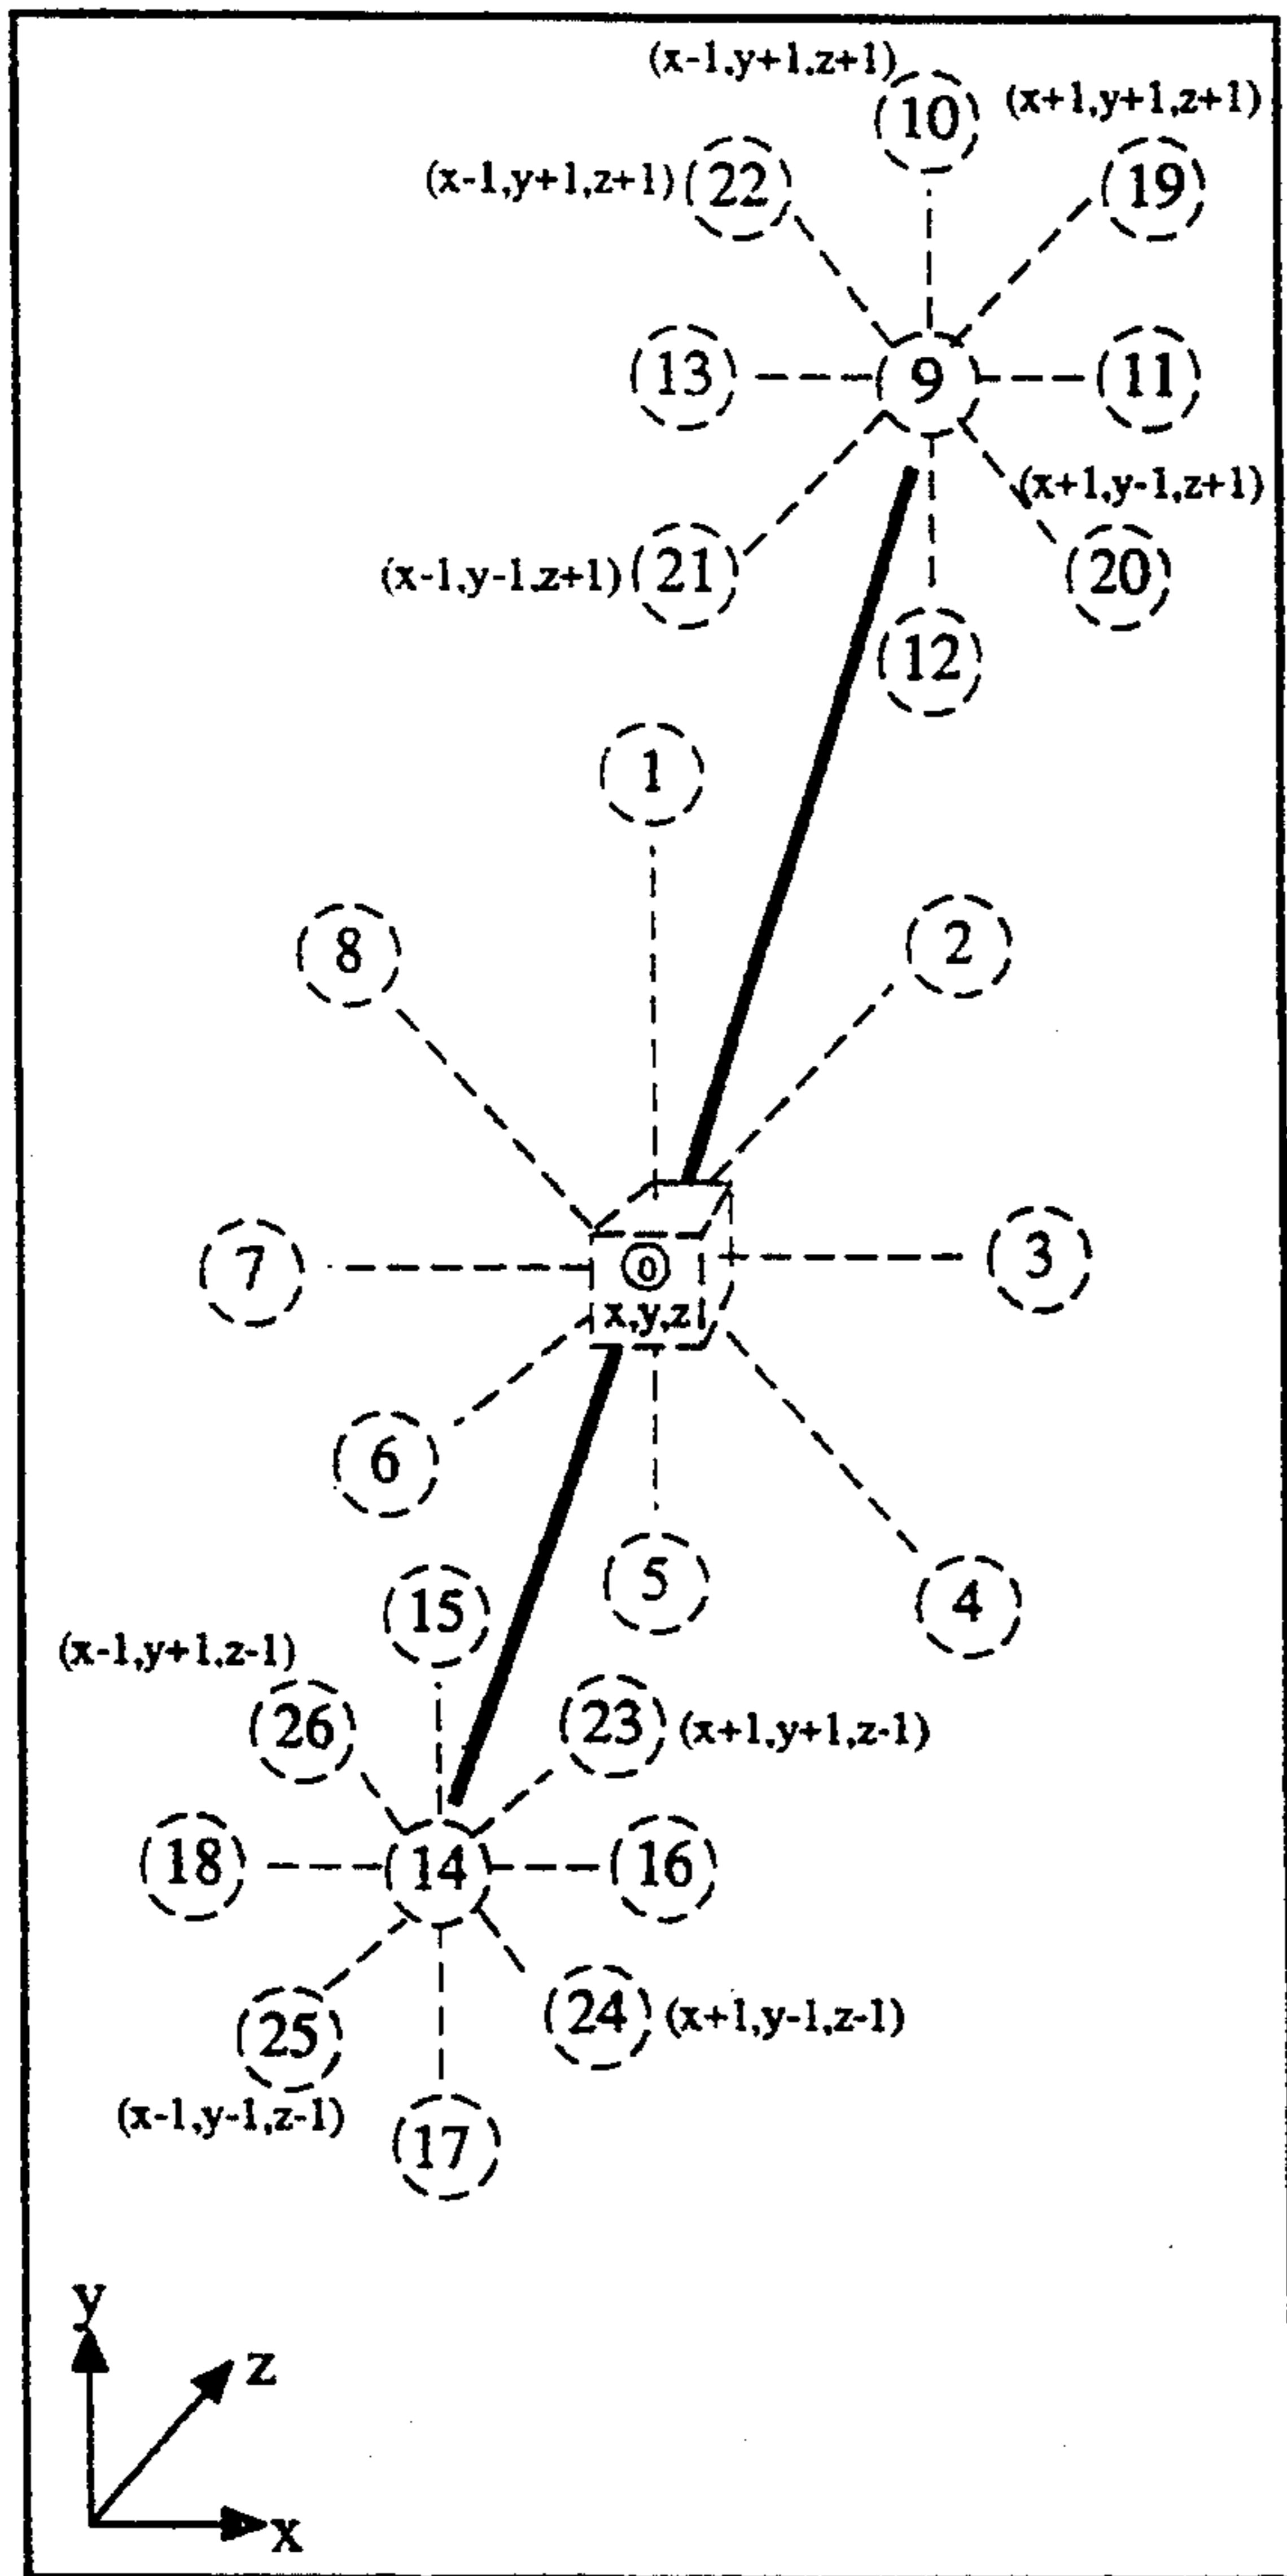 (x-1,y+1,z+1)
10
(x+1,y+1,z+1)
(x-1,y+1,z+1)
22
19
13
9
11
(x+1,y-1,z+1)
(x-1,y-1,z+1)
21
20
12
1
8
2
7
0
x,y,z
3
6
5
4
15
(x-1,y+1,z-1)
26
23
(x+1,y+1,z-1)
18
14
16
25
24
(x+1,y-1,z-1)
(x-1,y-1,z-1)
17
y
z
x